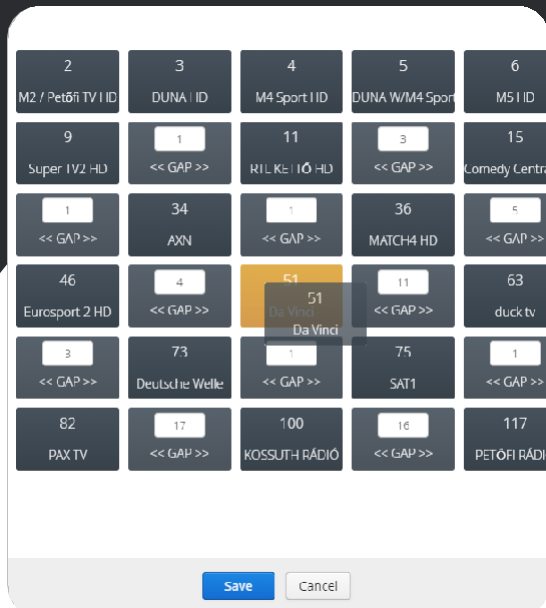 2 3 4 5 6
M2 / Petőfi TV HD DUNA HD M4 Sport HD DUNA W/M4 Sport M5 HD
9 1 11 3 15
Super TV2 HD << GAP >> RTL KETTŐ HD << GAP >> Comedy Centra
1 34 1 36 5
<< GAP >> AXN << GAP >> MATCH4 HD << GAP >>
46 4 51 11 63
Eurosport 2 HD << GAP >> Da Vinci << GAP >> duck tv
51
Da Vinci
3 73 1 75 1
<< GAP >> Deutsche Welle << GAP >> SAT1 << GAP >>
82 17 100 16 117
PAX TV << GAP >> KOSSUTH RÁDIÓ << GAP >> PETŐFI RÁDI
Save Cancel